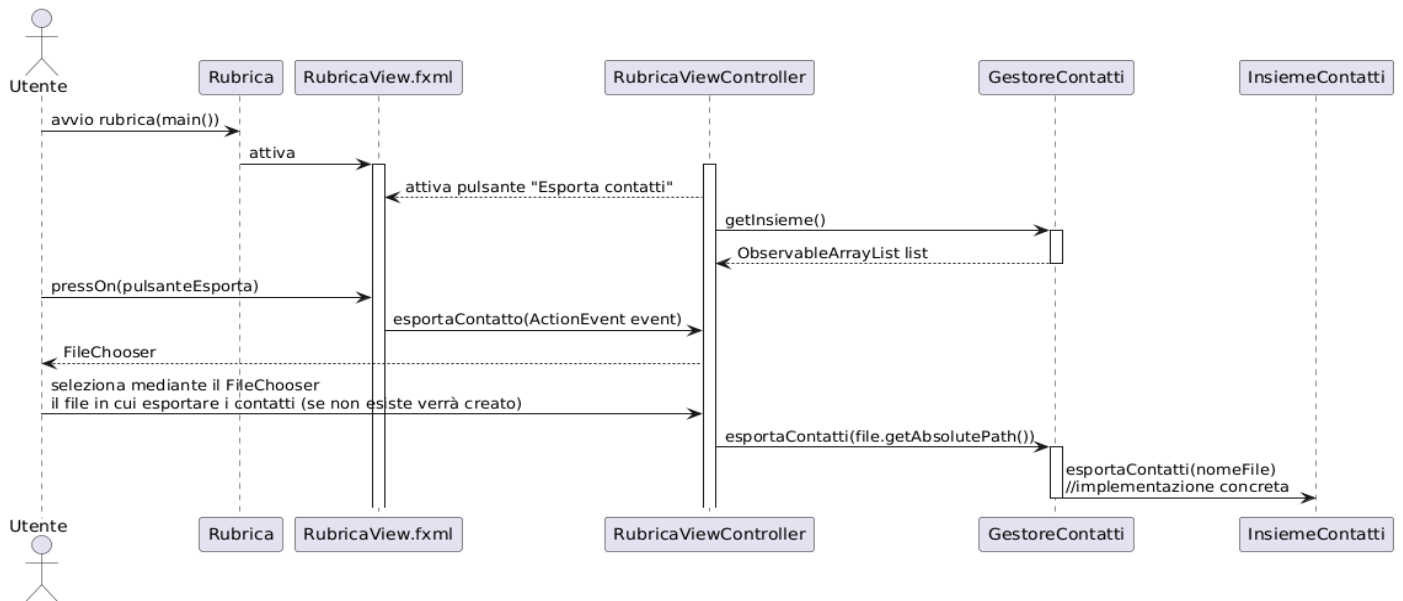 Utente
Rubrica
RubricaView.fxml
RubricaViewController
GestoreContatti
InsiemeContatti
avvio rubrica(main())
attiva
attiva pulsante "Esporta contatti"
getInsieme()
ObservableArrayList list
pressOn(pulsanteEsporta)
esportaContatto(ActionEvent event)
FileChooser
seleziona mediante il FileChooser
il file in cui esportare i contatti (se non esiste verrà creato)
esportaContatti(file.getAbsolutePath())
esportaContatti(nomeFile)
//implementazione concreta
Utente
Rubrica
RubricaView.fxml
RubricaViewController
GestoreContatti
InsiemeContatti